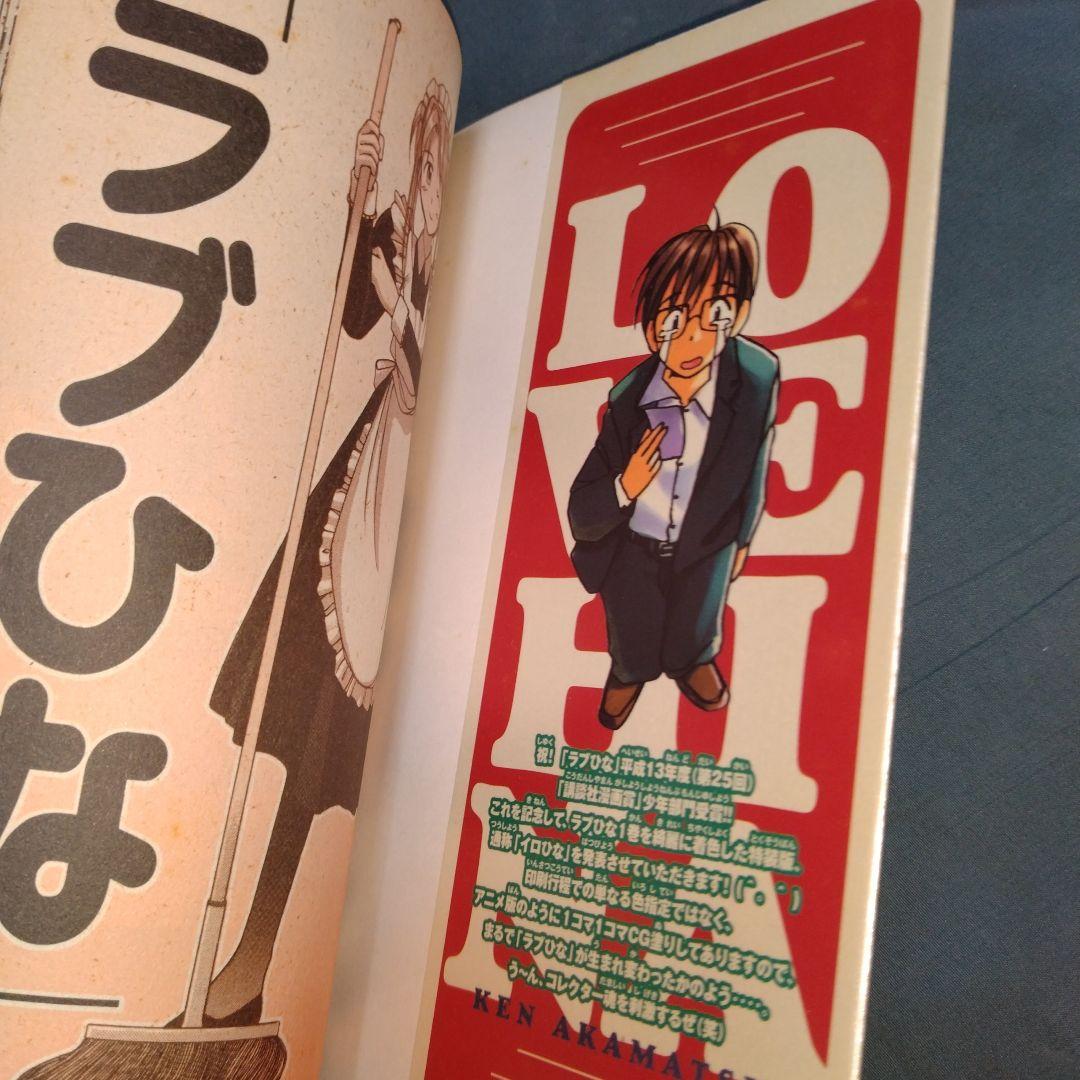 ラブひな
LOVE
HINA
祝!「ラブひな」平成13年度(第25回)
「講談社漫画賞」少年部門受賞!!
これを記念して、ラブひな1巻を綺麗に着色した特装版、
通称「イロひな」を発表させていただきます!(゜。゜)
印刷行程での単なる色指定ではなく、
アニメ版のように1コマ1コマCG塗りしてありますので、
まるで「ラブひな」が生まれ変わったかのよう・・・・。
う〜ん、コレクター魂を刺激するぜ(笑)
KEN AKAMATSU